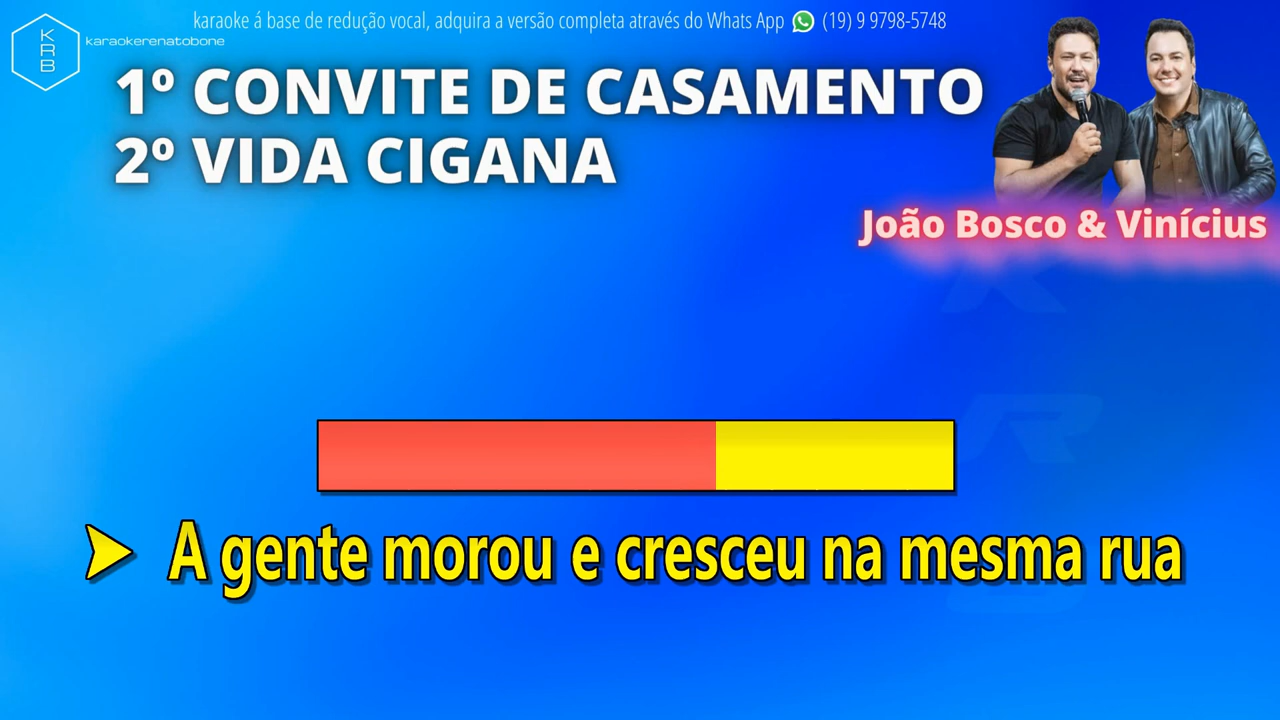 karaoke á base de redução vocal, adquira a versão completa através do Whats App (19) 9 9798-5748
KRB
karaokerenatobone
1º CONVITE DE CASAMENTO
2º VIDA CIGANA
João Bosco & Vinícius
A gente morou e cresceu na mesma rua